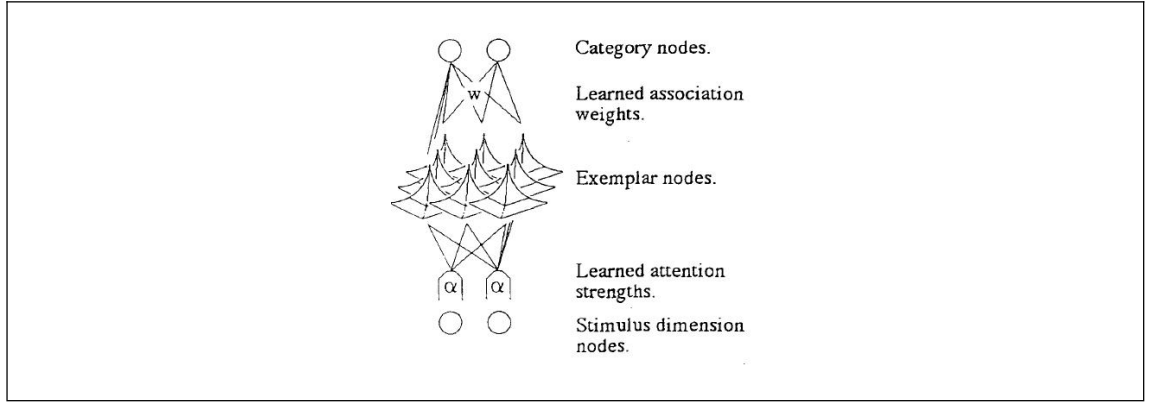 Category nodes.
w
Learned association
weights.
Exemplar nodes.
Learned attention
α α
strengths.
Stimulus dimension
nodes.